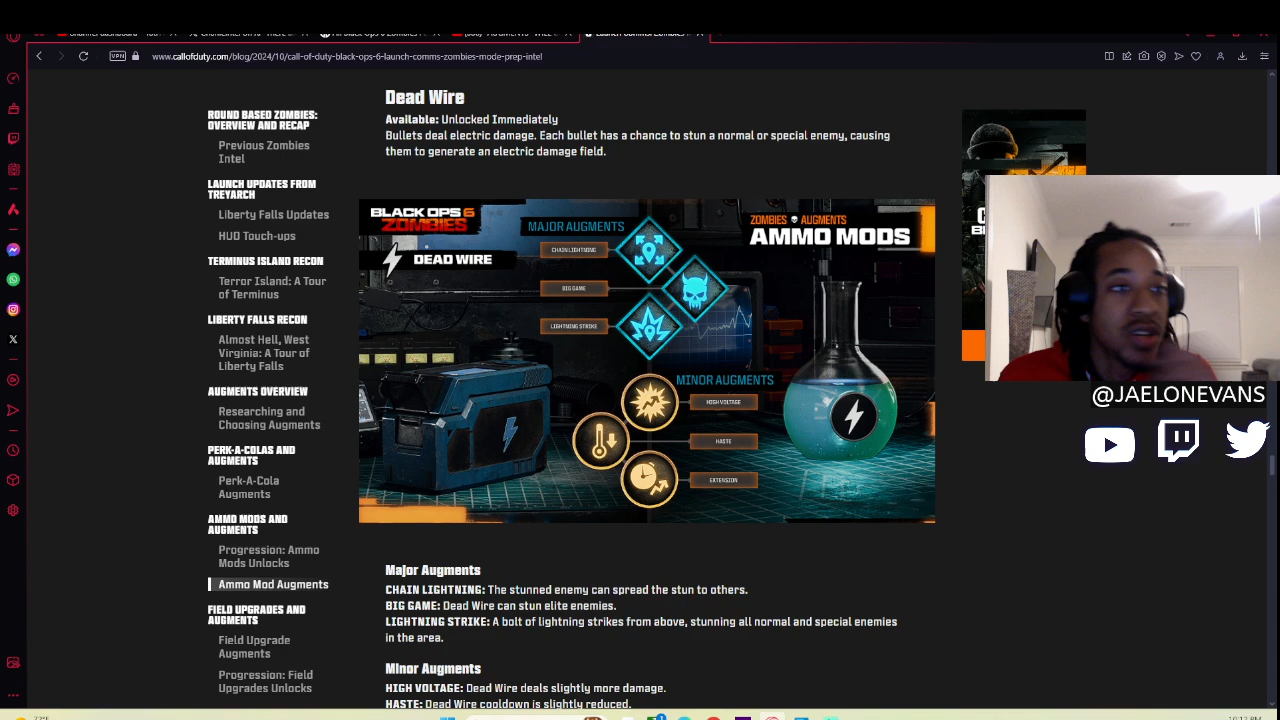 www.callofduty.com/blog/2024/10/call-of-duty-black-ops-6-launch-comms-zombies-mode-prep-intel
VPN
ROUND BASED ZOMBIES:
OVERVIEW AND RECAP
Previous Zombies
Intel
LAUNCH UPDATES FROM
TREYARCH
Liberty Falls Updates
HUD Touch-ups
TERMINUS ISLAND RECON
Terror Island: A Tour
of Terminus
LIBERTY FALLS RECON
Almost Hell, West
Virginia: A Tour of
Liberty Falls
AUGMENTS OVERVIEW
Researching and
Choosing Augments
PERK-A-COLAS AND
AUGMENTS
Perk-A-Cola
Augments
AMMO MODS AND
AUGMENTS
Progression: Ammo
Mods Unlocks
Ammo Mod Augments
FIELD UPGRADES AND
AUGMENTS
Field Upgrade
Augments
Progression: Field
Upgrades Unlocks
Dead Wire
Available: Unlocked Immediately
Bullets deal electric damage. Each bullet has a chance to stun a normal or special enemy, causing
them to generate an electric damage field.
BLACK OPS 6
ZOMBIES
DEAD WIRE
MAJOR AUGMENTS
CHAIN LIGHTNING
BIG GAME
LIGHTNING STRIKE
ZOMBIES AUGMENTS
AMMO MODS
MINOR AUGMENTS
HIGH VOLTAGE
HASTE
EXTENSION
Major Augments
CHAIN LIGHTNING: The stunned enemy can spread the stun to others.
BIG GAME: Dead Wire can stun elite enemies.
LIGHTNING STRIKE: A bolt of lightning strikes from above, stunning all normal and special enemies
in the area.
Minor Augments
HIGH VOLTAGE: Dead Wire deals slightly more damage.
HASTE: Dead Wire cooldown is slightly reduced.
@JAELONEVANS